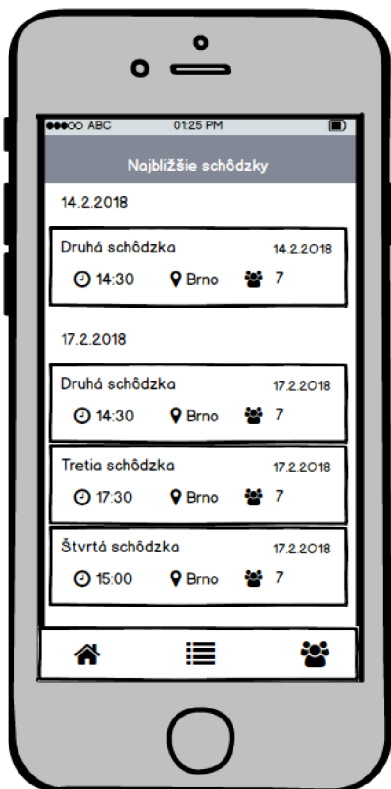 ABC 01:25 PM
Najbližšie schôdzky
14.2.2018
Druhá schôdzka 14.2.2018
14:30 Brno 7
17.2.2018
Druhá schôdzka 17.2.2018
14:30 Brno 7
Tretia schôdzka 17.2.2018
17:30 Brno 7
Štvrtá schôdzka 17.2.2018
15:00 Brno 7